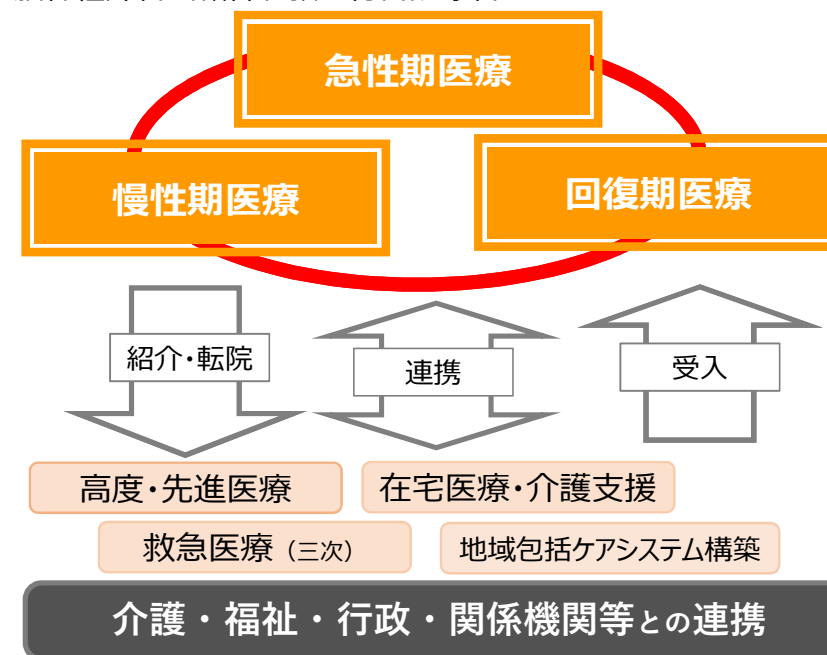 急性期医療
慢性期医療
回復期医療
紹介・転院
連携
受入
高度・先進医療
在宅医療・介護支援
救急医療（三次）
地域包括ケアシステム構築
介護・福祉・行政・関係機関等との連携